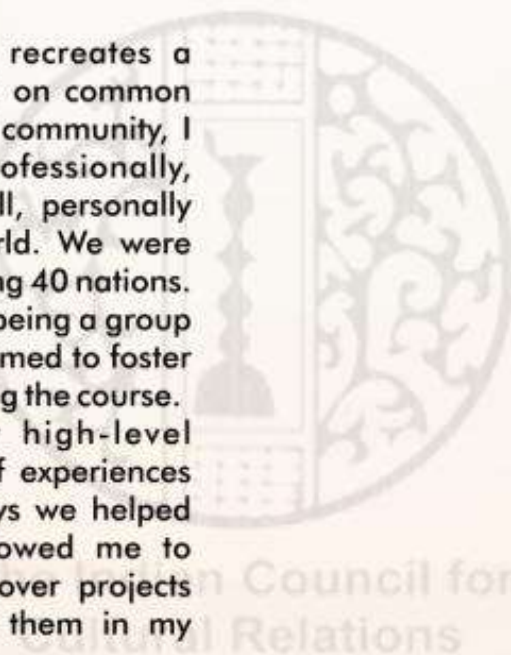 recreates a
on common
community, I
ofessionally,
ll, personally
rld. We were
ng 40 nations.
being a group
med to foster
g the course.
high-level
f experiences
ys we helped
owed me to
over projects
them in my
n Council for
Relations